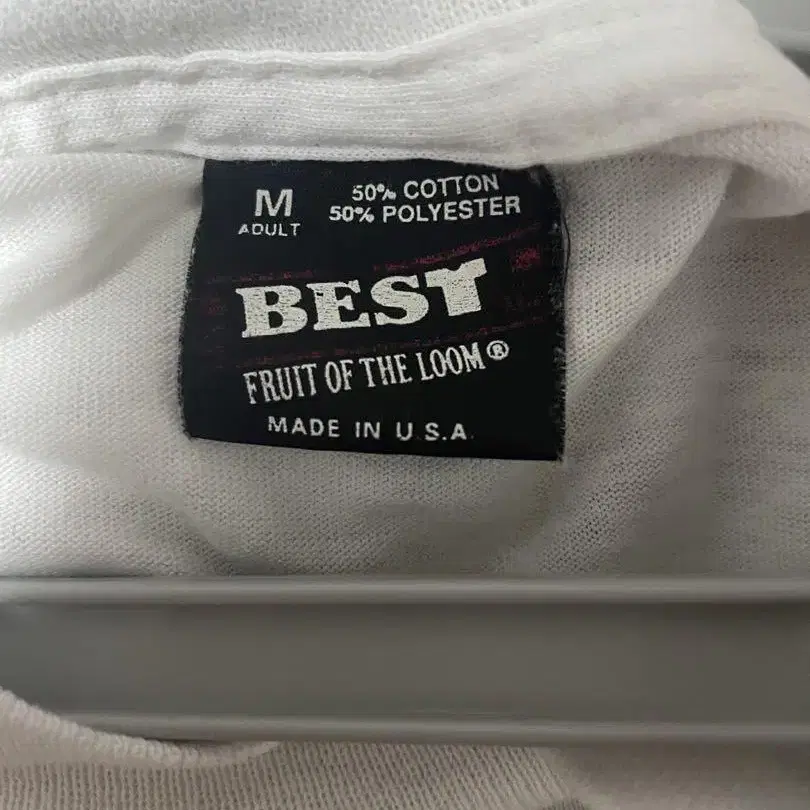 M
ADULT
50% COTTON
50% POLYESTER
BEST
FRUIT OF THE LOOM®
MADE IN U.S.A.